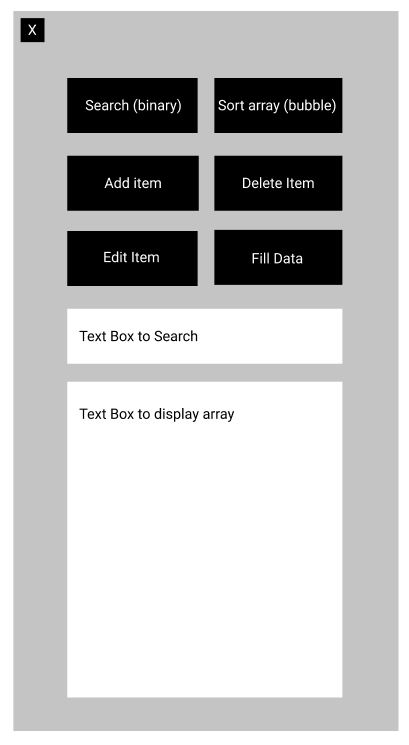 X
Search (binary)
Sort array (bubble)
Add item
Delete Item
Edit Item
Fill Data
Text Box to Search
Text Box to display array